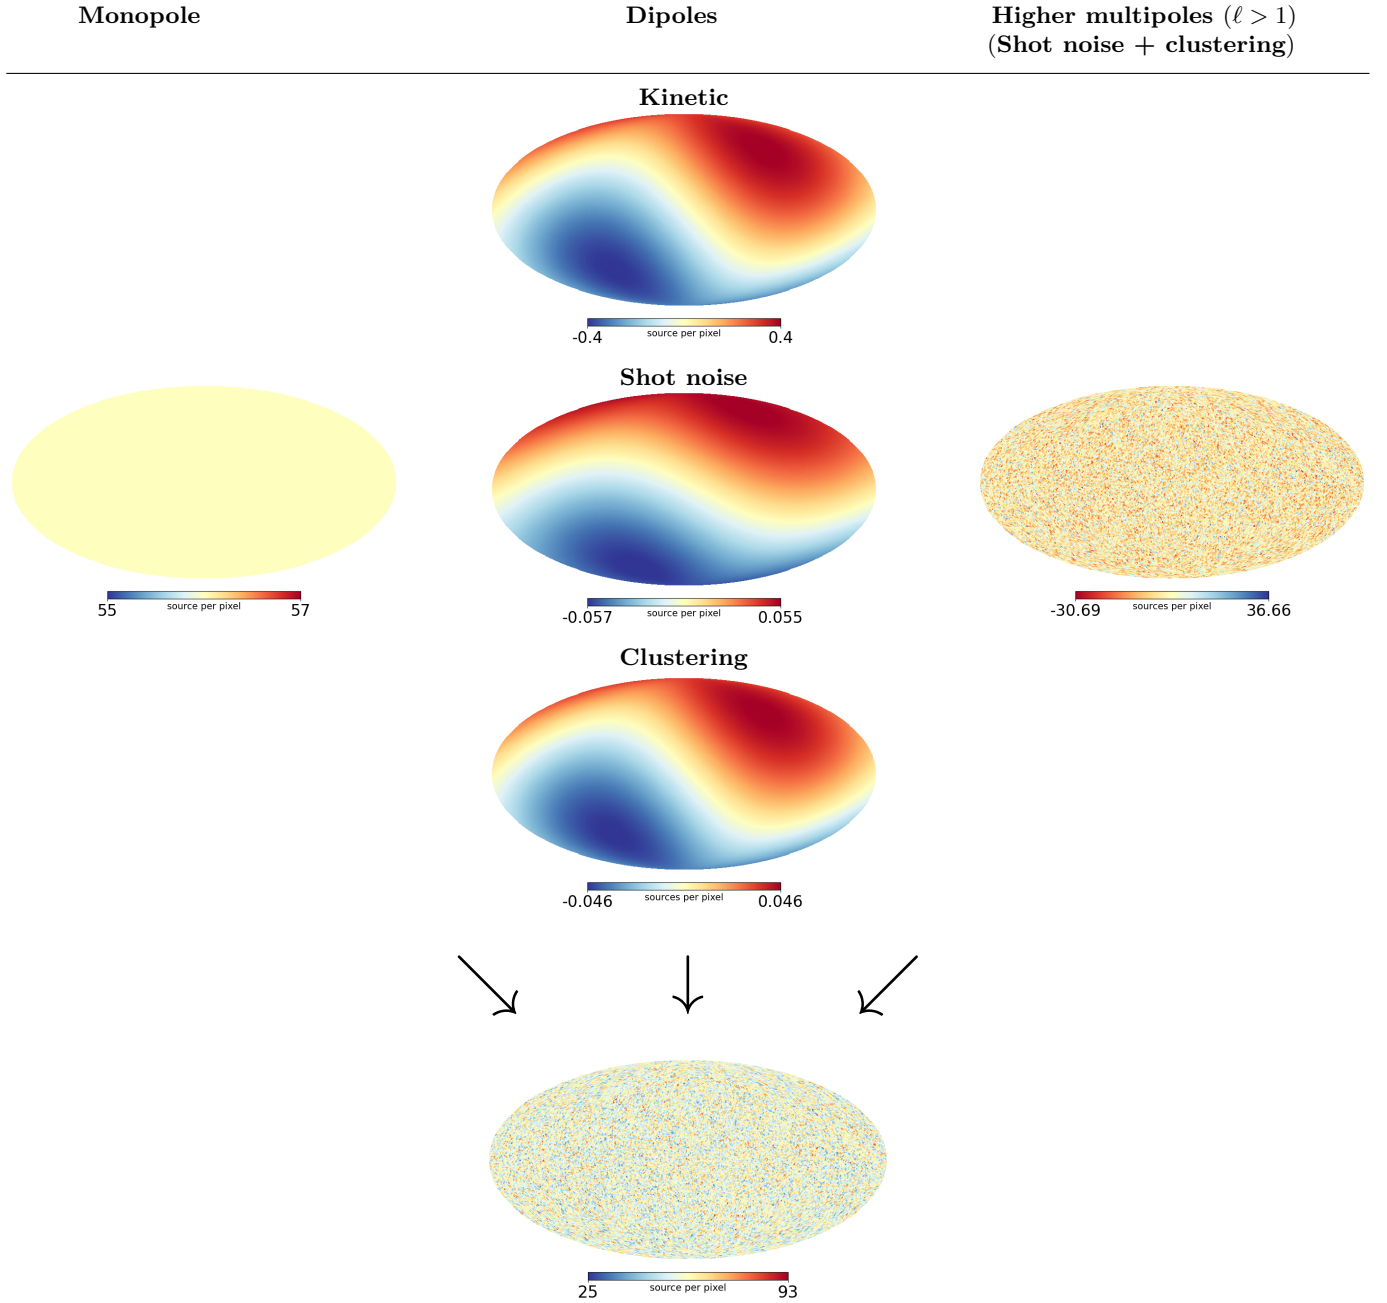 Monopole
Dipoles
Higher multipoles (ℓ > 1)
(Shot noise + clustering)
Kinetic
source per pixel
-0.4
0.4
Shot noise
source per pixel
55
57
source per pixel
-0.057
0.055
sources per pixel
-30.69
36.66
Clustering
sources per pixel
-0.046
0.046
source per pixel
25
93